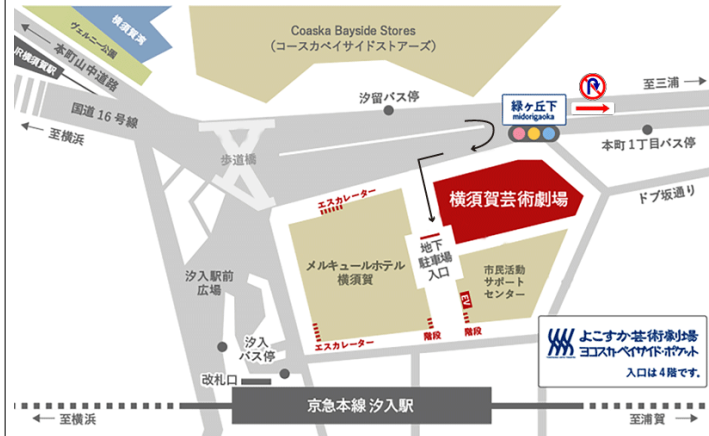 Coaska Bayside Stores
(コースカベイサイドストアーズ)
横須賀湾
ヴェルニー公園
JR横須賀駅
本町山中道路
国道16号線
至横浜
歩道橋
汐留バス停
緑ヶ丘下
midorigaoka
至三浦
本町1丁目バス停
ドブ坂通り
エスカレーター
横須賀芸術劇場
地下
駐車場
入口
メルキュールホテル
横須賀
市民活動
サポート
センター
汐入駅前
広場
EV
階段
階段
エスカレーター
汐入
バス停
改札口
よこすか芸術劇場
ヨコスカ・ベイサイド・ポケット
入口は4階です。
京急本線 汐入駅
至横浜
至浦賀